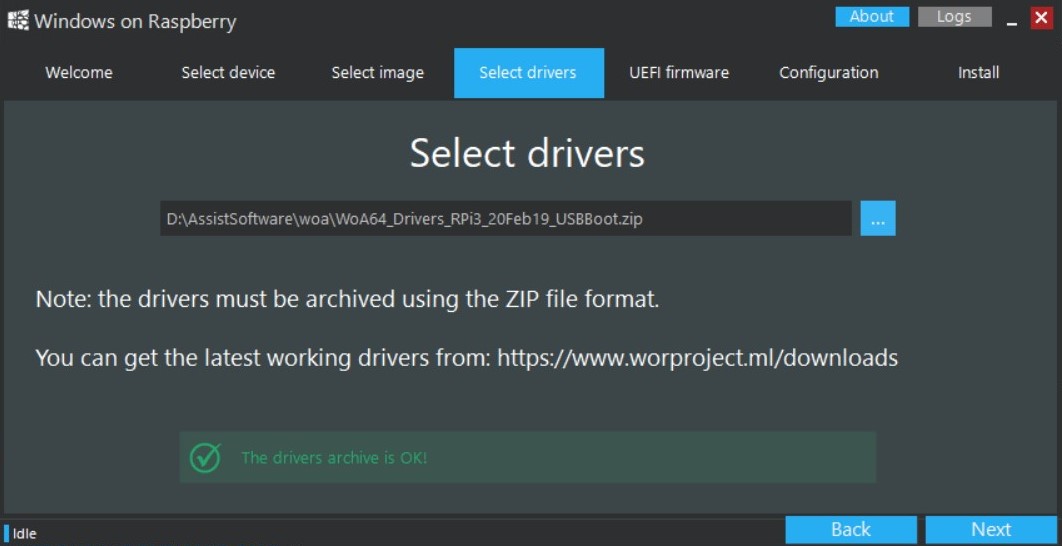 Windows on Raspberry
About
Logs
Welcome
Select device
Select image
Select drivers
UEFI firmware
Configuration
Install
Select drivers
D:\AssistSoftware\woa\WoA64_Drivers_RPi3_20Feb19_USBBoot.zip
...
Note: the drivers must be archived using the ZIP file format.
You can get the latest working drivers from: https://www.worproject.ml/downloads
The drivers archive is OK!
Idle
Back
Next